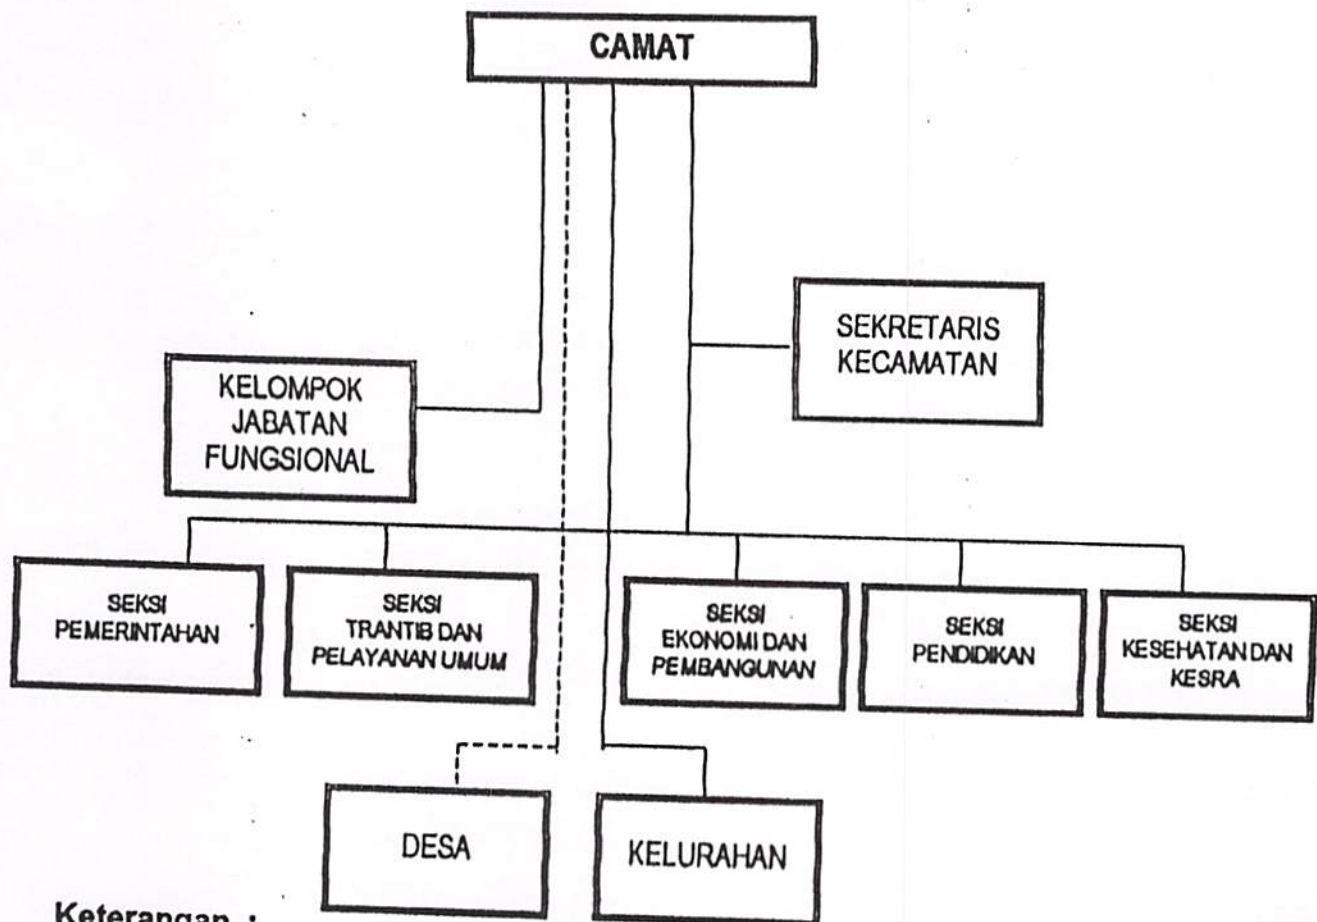 CAMAT
SEKRETARIS
KECAMATAN
KELOMPOK
JABATAN
FUNGSIONAL
SEKSI
PEMERINTAHAN
SEKSI
TRANTIB DAN
PELAYANAN UMUM
SEKSI
EKONOMI DAN
PEMBANGUNAN
SEKSI
PENDIDIKAN
SEKSI
KESEHATAN DAN
KESRA
DESA
KELURAHAN
Keterangan :